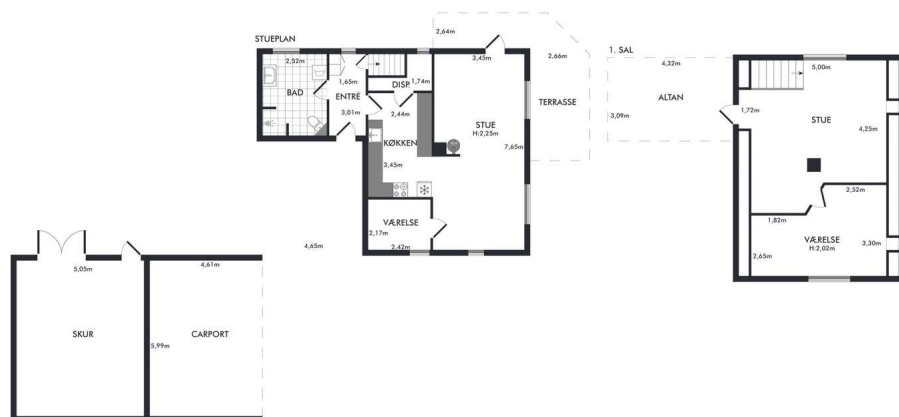 STUEPLAN
2,52m
BAD
1,65m
ENTRÉ
3,01m
DISP.
1,74m
2,44m
KØKKEN
3,45m
2,64m
3,45m
STUE
H:2,25m
7,65m
2,66m
TERRASSE
VÆRELSE
2,17m
2,42m
4,65m
1. SAL
4,32m
ALTAN
3,09m
5,00m
1,72m
STUE
4,25m
2,52m
1,82m
VÆRELSE
H:2,02m
3,30m
2,65m
5,05m
SKUR
4,61m
CARPORT
5,99m